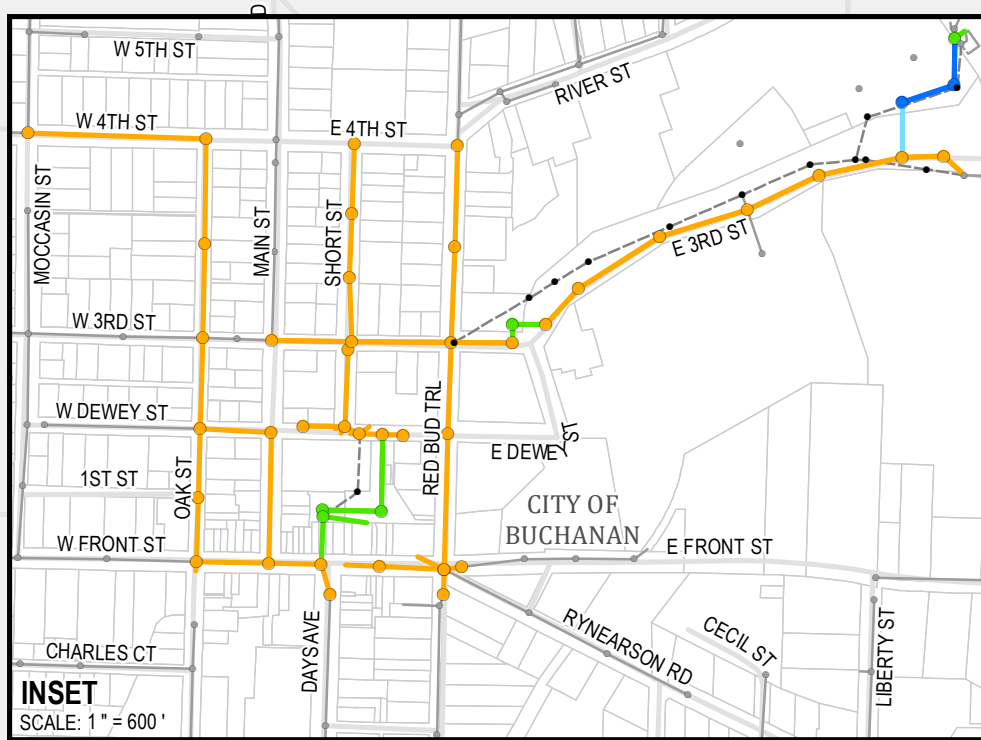 D
W 5TH ST
RIVER ST
W 4TH ST
E 4TH ST
MOCCASIN ST
MAIN ST
SHORT ST
E 3RD ST
W 3RD ST
RED BUD TRL
W DEWEY ST
E DEWEY ST
1ST ST
OAK ST
CITY OF
BUCHANAN
W FRONT ST
E FRONT ST
RYNEARSON RD
CECIL ST
LIBERTY ST
DAYS AVE
CHARLES CT
INSET
SCALE: 1 " = 600 '